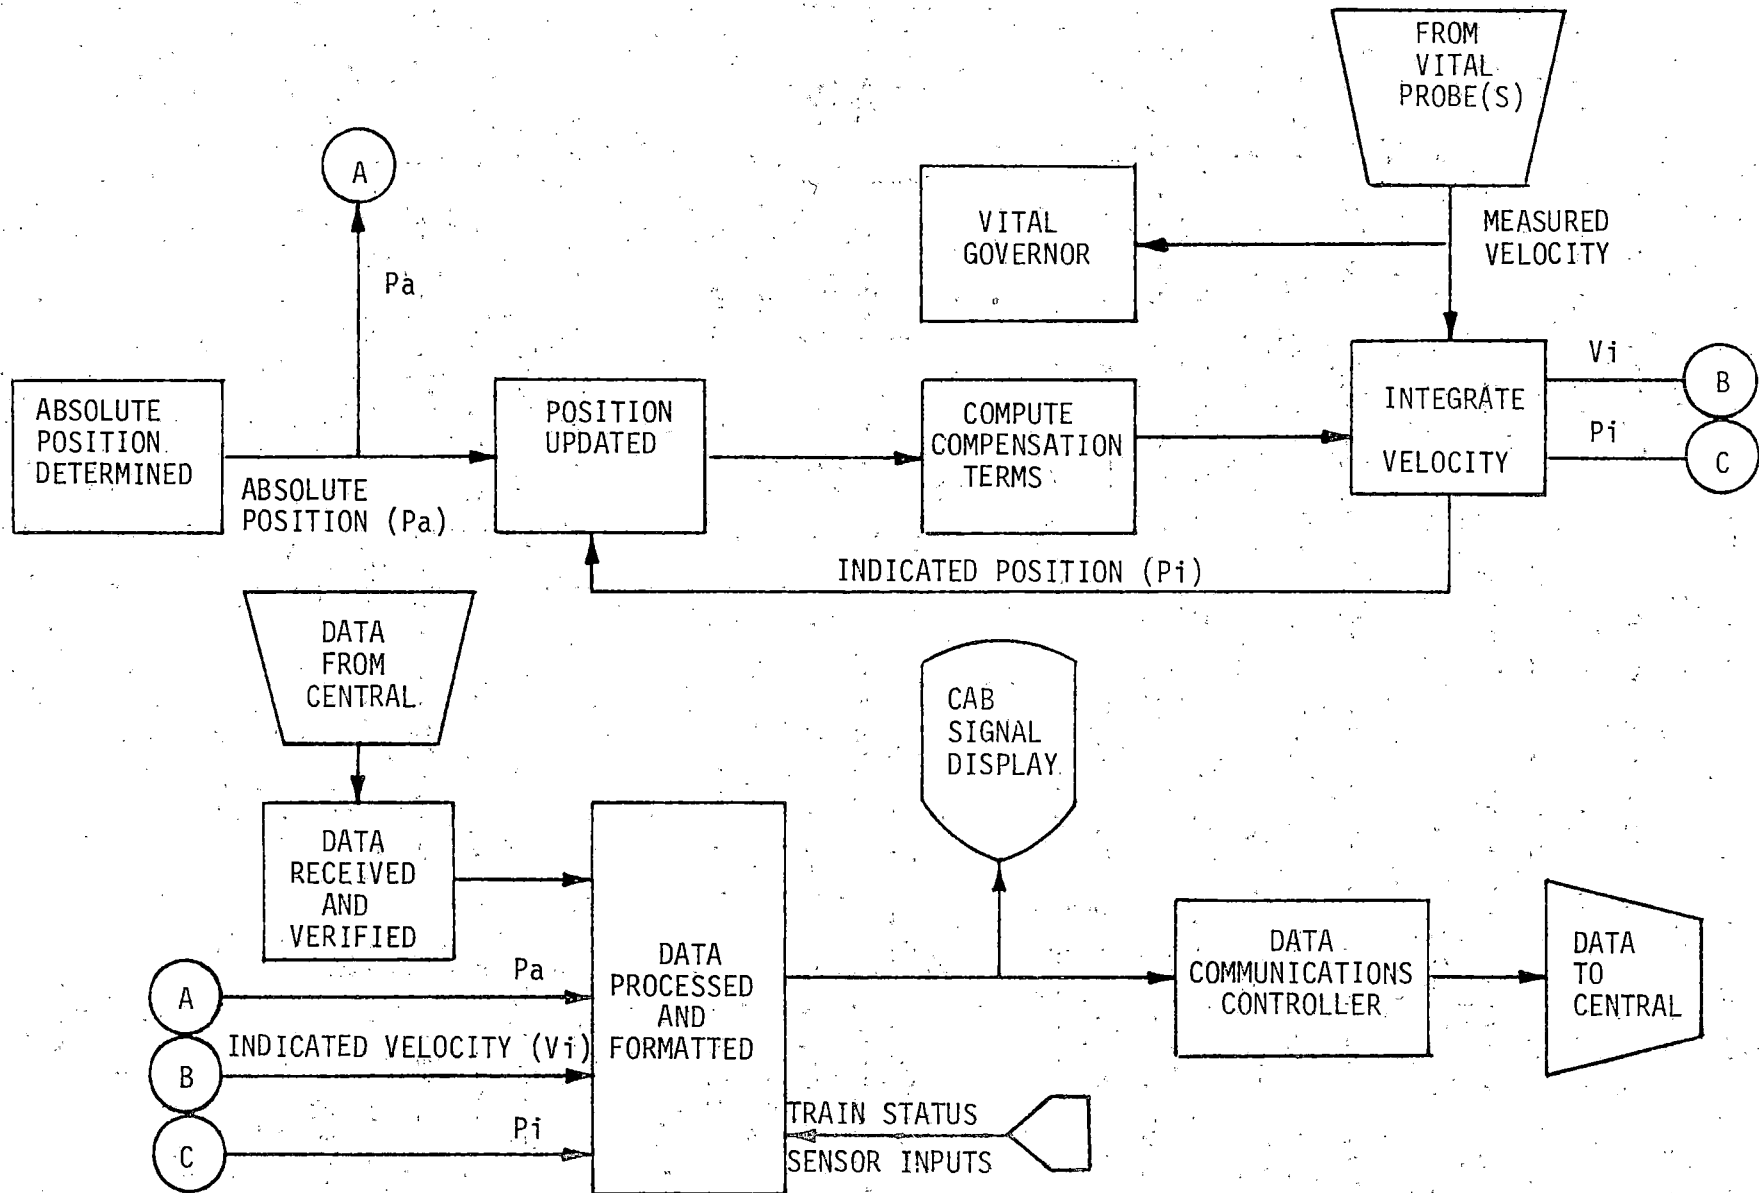 FROM
VITAL
PROBE(S)
A
VITAL
GOVERNOR
MEASURED
VELOCITY
Pa
Vi
B
ABSOLUTE
POSITION
DETERMINED
POSITION
UPDATED
COMPUTE
COMPENSATION
TERMS
INTEGRATE
VELOCITY
Pi
C
ABSOLUTE
POSITION (Pa)
INDICATED POSITION (Pi)
DATA
FROM
CENTRAL
CAB
SIGNAL
DISPLAY
DATA
RECEIVED
AND
VERIFIED
DATA
PROCESSED
AND
FORMATTED
DATA
COMMUNICATIONS
CONTROLLER
DATA
TO
CENTRAL
A
Pa
INDICATED VELOCITY (Vi)
B
Pi
C
TRAIN STATUS
SENSOR INPUTS